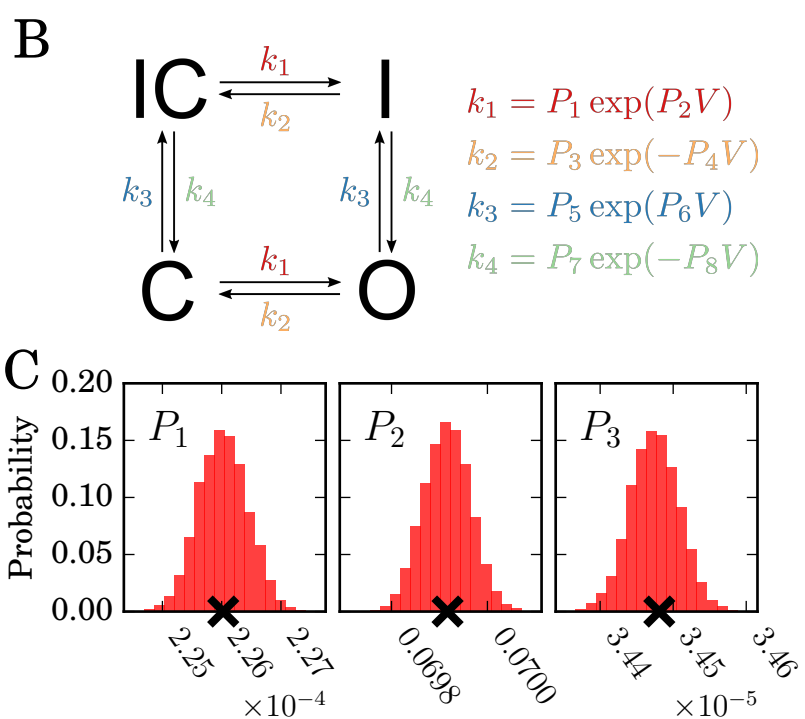 B
IC k₁ I
k₂
k₃ k₄ k₃ k₄
C k₁ O
k₂
k₁ = P₁ exp(P₂V)
k₂ = P₃ exp(−P₄V)
k₃ = P₅ exp(P₆V)
k₄ = P₇ exp(−P₈V)
C
Probability
0.20
0.15
0.10
0.05
0.00
P₁
2.25 2.26 2.27
×10⁻⁴
P₂
0.0698 0.0700
P₃
3.44 3.45 3.46
×10⁻⁵